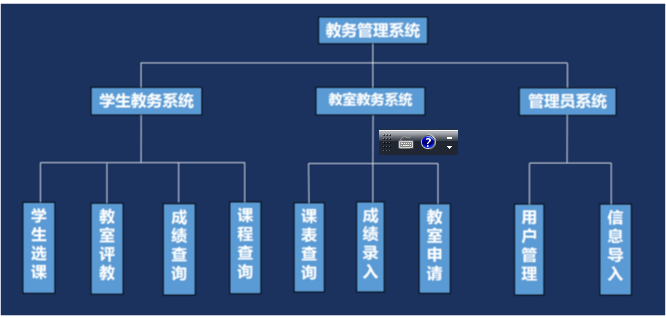 教务管理系统
学生教务系统
教室教务系统
管理员系统
学生选课
教室评教
成绩查询
课程查询
课表查询
成绩录入
教室申请
用户管理
信息导入